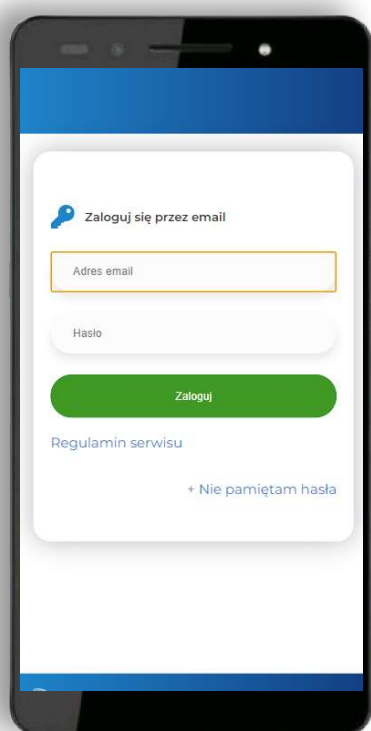 Zaloguj się przez email
Adres email
Hasło
Zaloguj
Regulamin serwisu
+ Nie pamiętam hasła